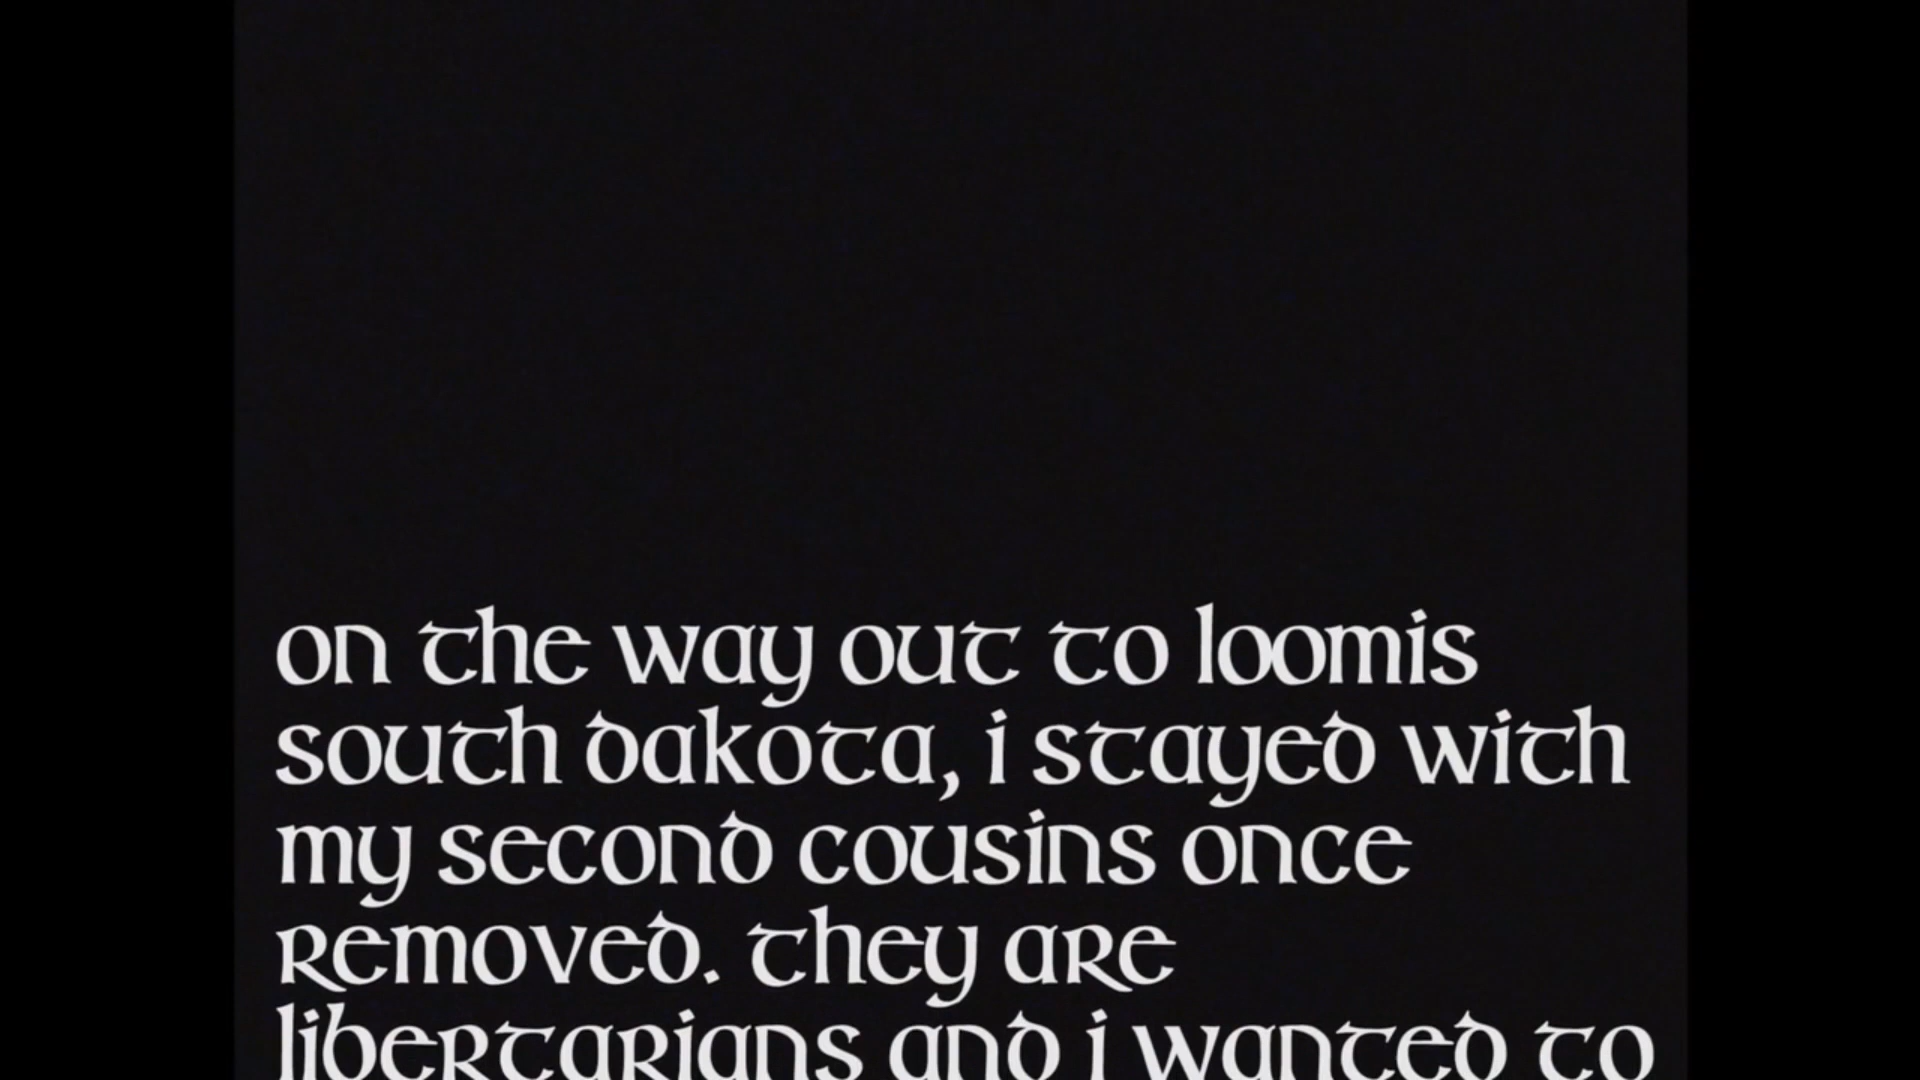 on the way out to loomis
south dakota, i stayed with
my second cousins once
removed. they are
libertarians and i wanted to